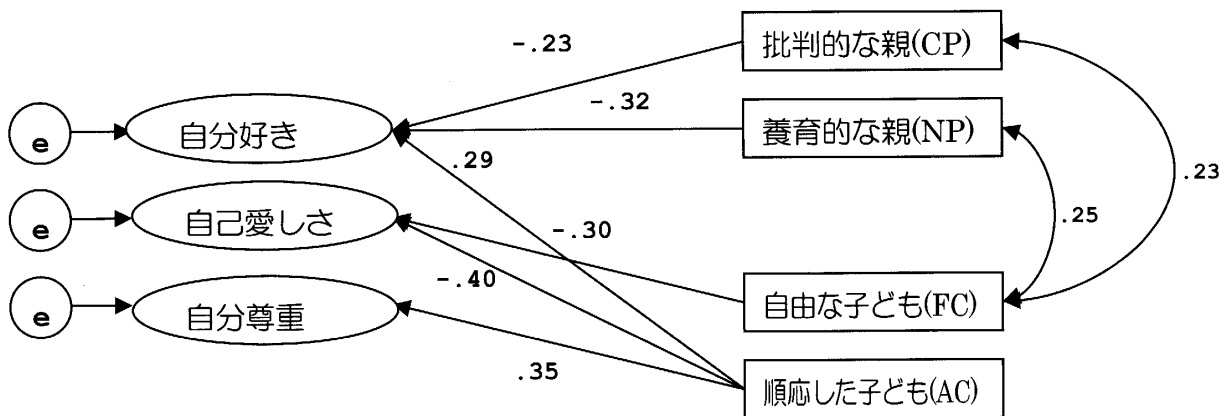 -.23
批判的な親(CP)
e
自分好き
-.32
養育的な親(NP)
.29
.23
e
自己愛しさ
-.30
.25
-.40
e
自分尊重
自由な子ども(FC)
.35
順応した子ども(AC)